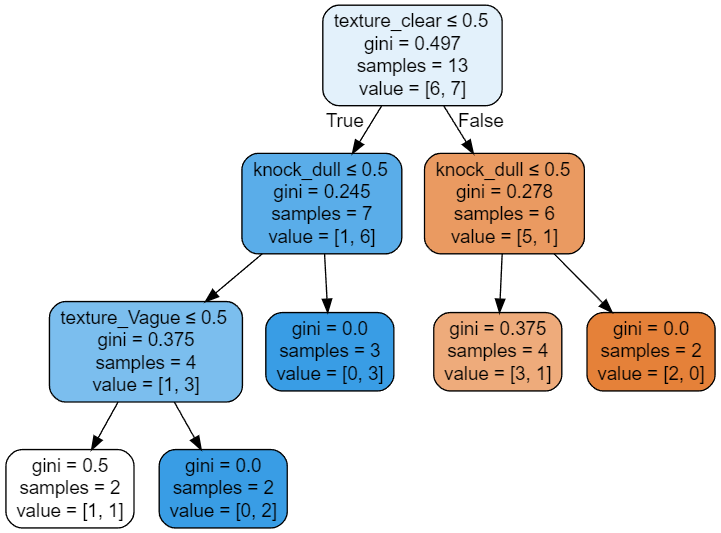 texture_clear ≤ 0.5
gini = 0.497
samples = 13
value = [6, 7]
True
False
knock_dull ≤ 0.5
gini = 0.245
samples = 7
value = [1, 6]
knock_dull ≤ 0.5
gini = 0.278
samples = 6
value = [5, 1]
texture_Vague ≤ 0.5
gini = 0.375
samples = 4
value = [1, 3]
gini = 0.0
samples = 3
value = [0, 3]
gini = 0.375
samples = 4
value = [3, 1]
gini = 0.0
samples = 2
value = [2, 0]
gini = 0.5
samples = 2
value = [1, 1]
gini = 0.0
samples = 2
value = [0, 2]